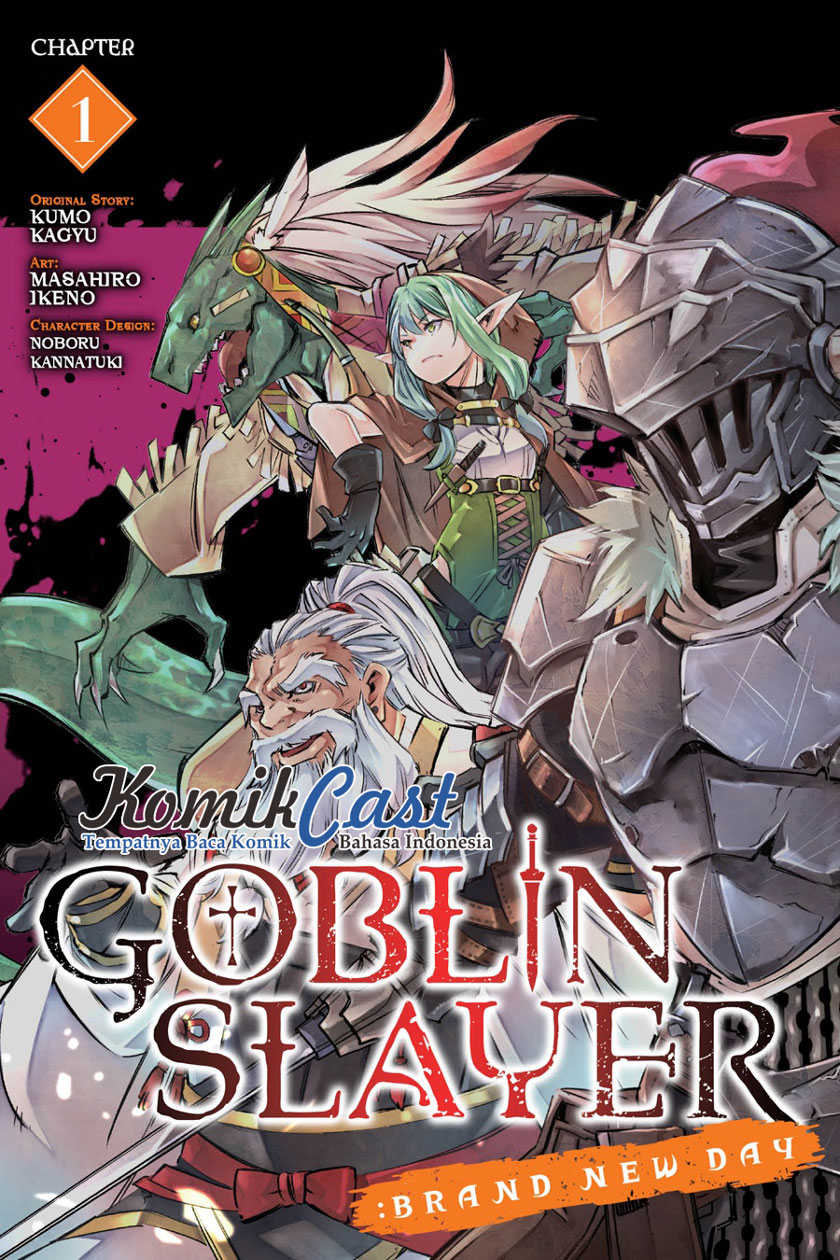 CHAPTER
1
ORIGINAL STORY:
KUMO
KAGYU
ART:
MASAHIRO
IKENO
CHARACTER DESIGN:
NOBORU
KANNATUKI
KomikCast
Tempatnya Baca Komik Bahasa Indonesia
GOBLIN
SLAYER
:BRAND NEW DAY